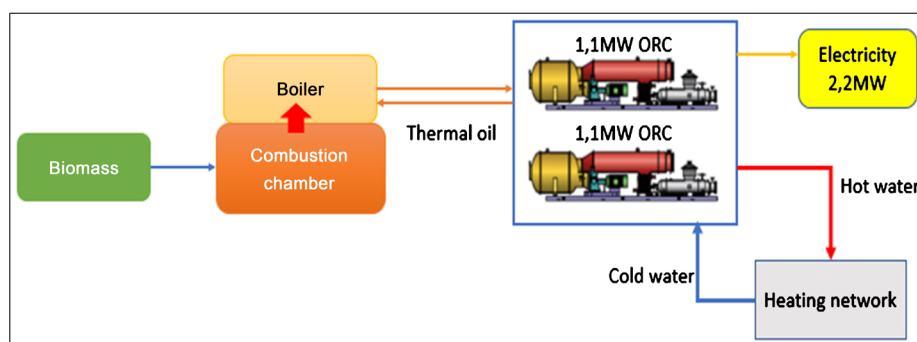 1,1MW ORC
Electricity
2,2MW
Boiler
Thermal oil
1,1MW ORC
Biomass
Combustion
chamber
Hot water
Cold water
Heating network